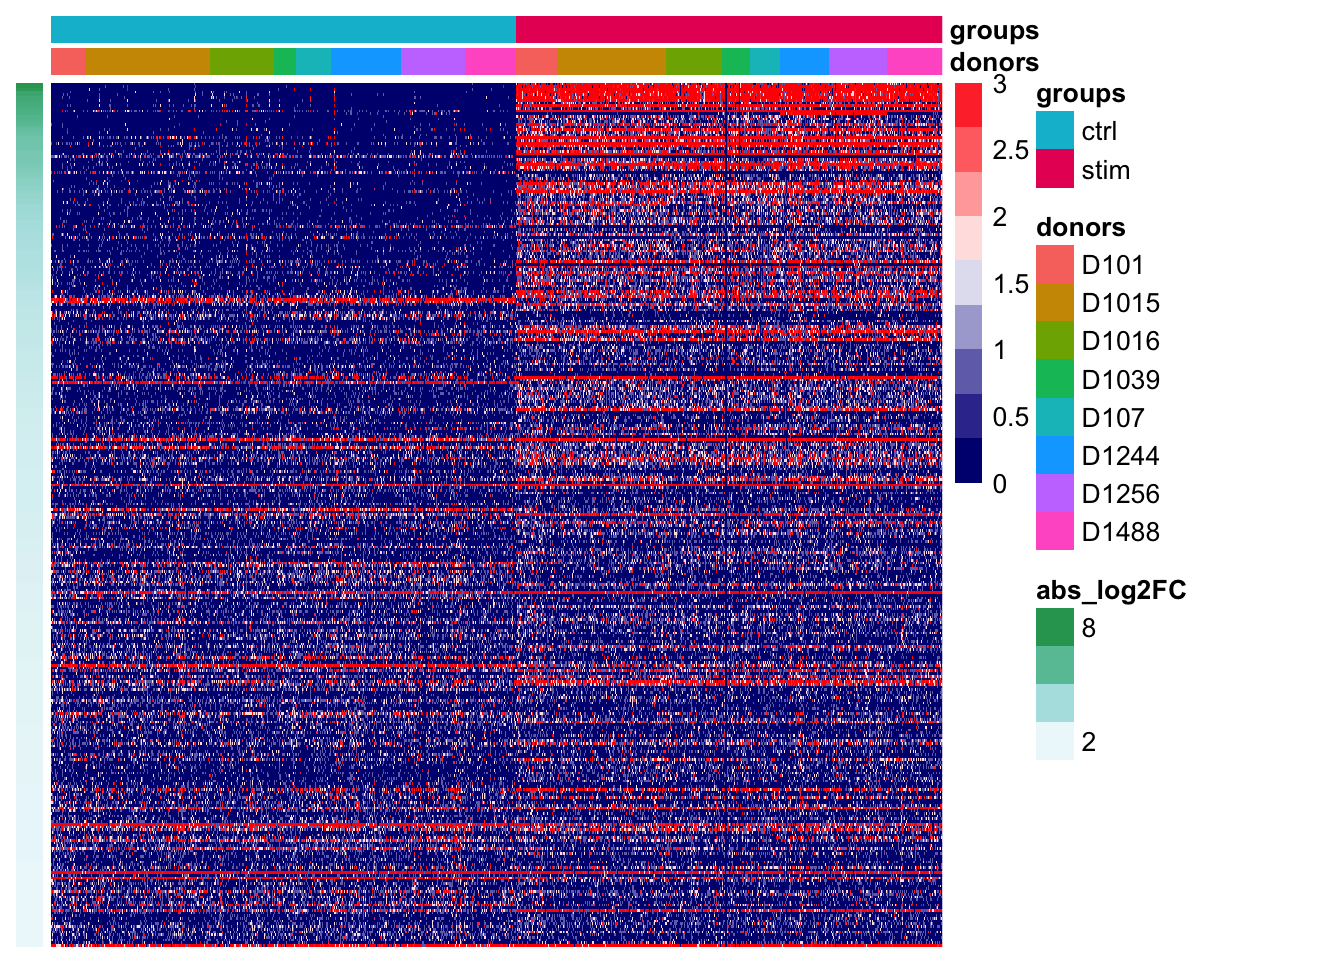 groups
donors
3
2.5
2
1.5
1
0.5
0
groups
ctrl
stim
donors
D101
D1015
D1016
D1039
D107
D1244
D1256
D1488
abs_log2FC
8
2